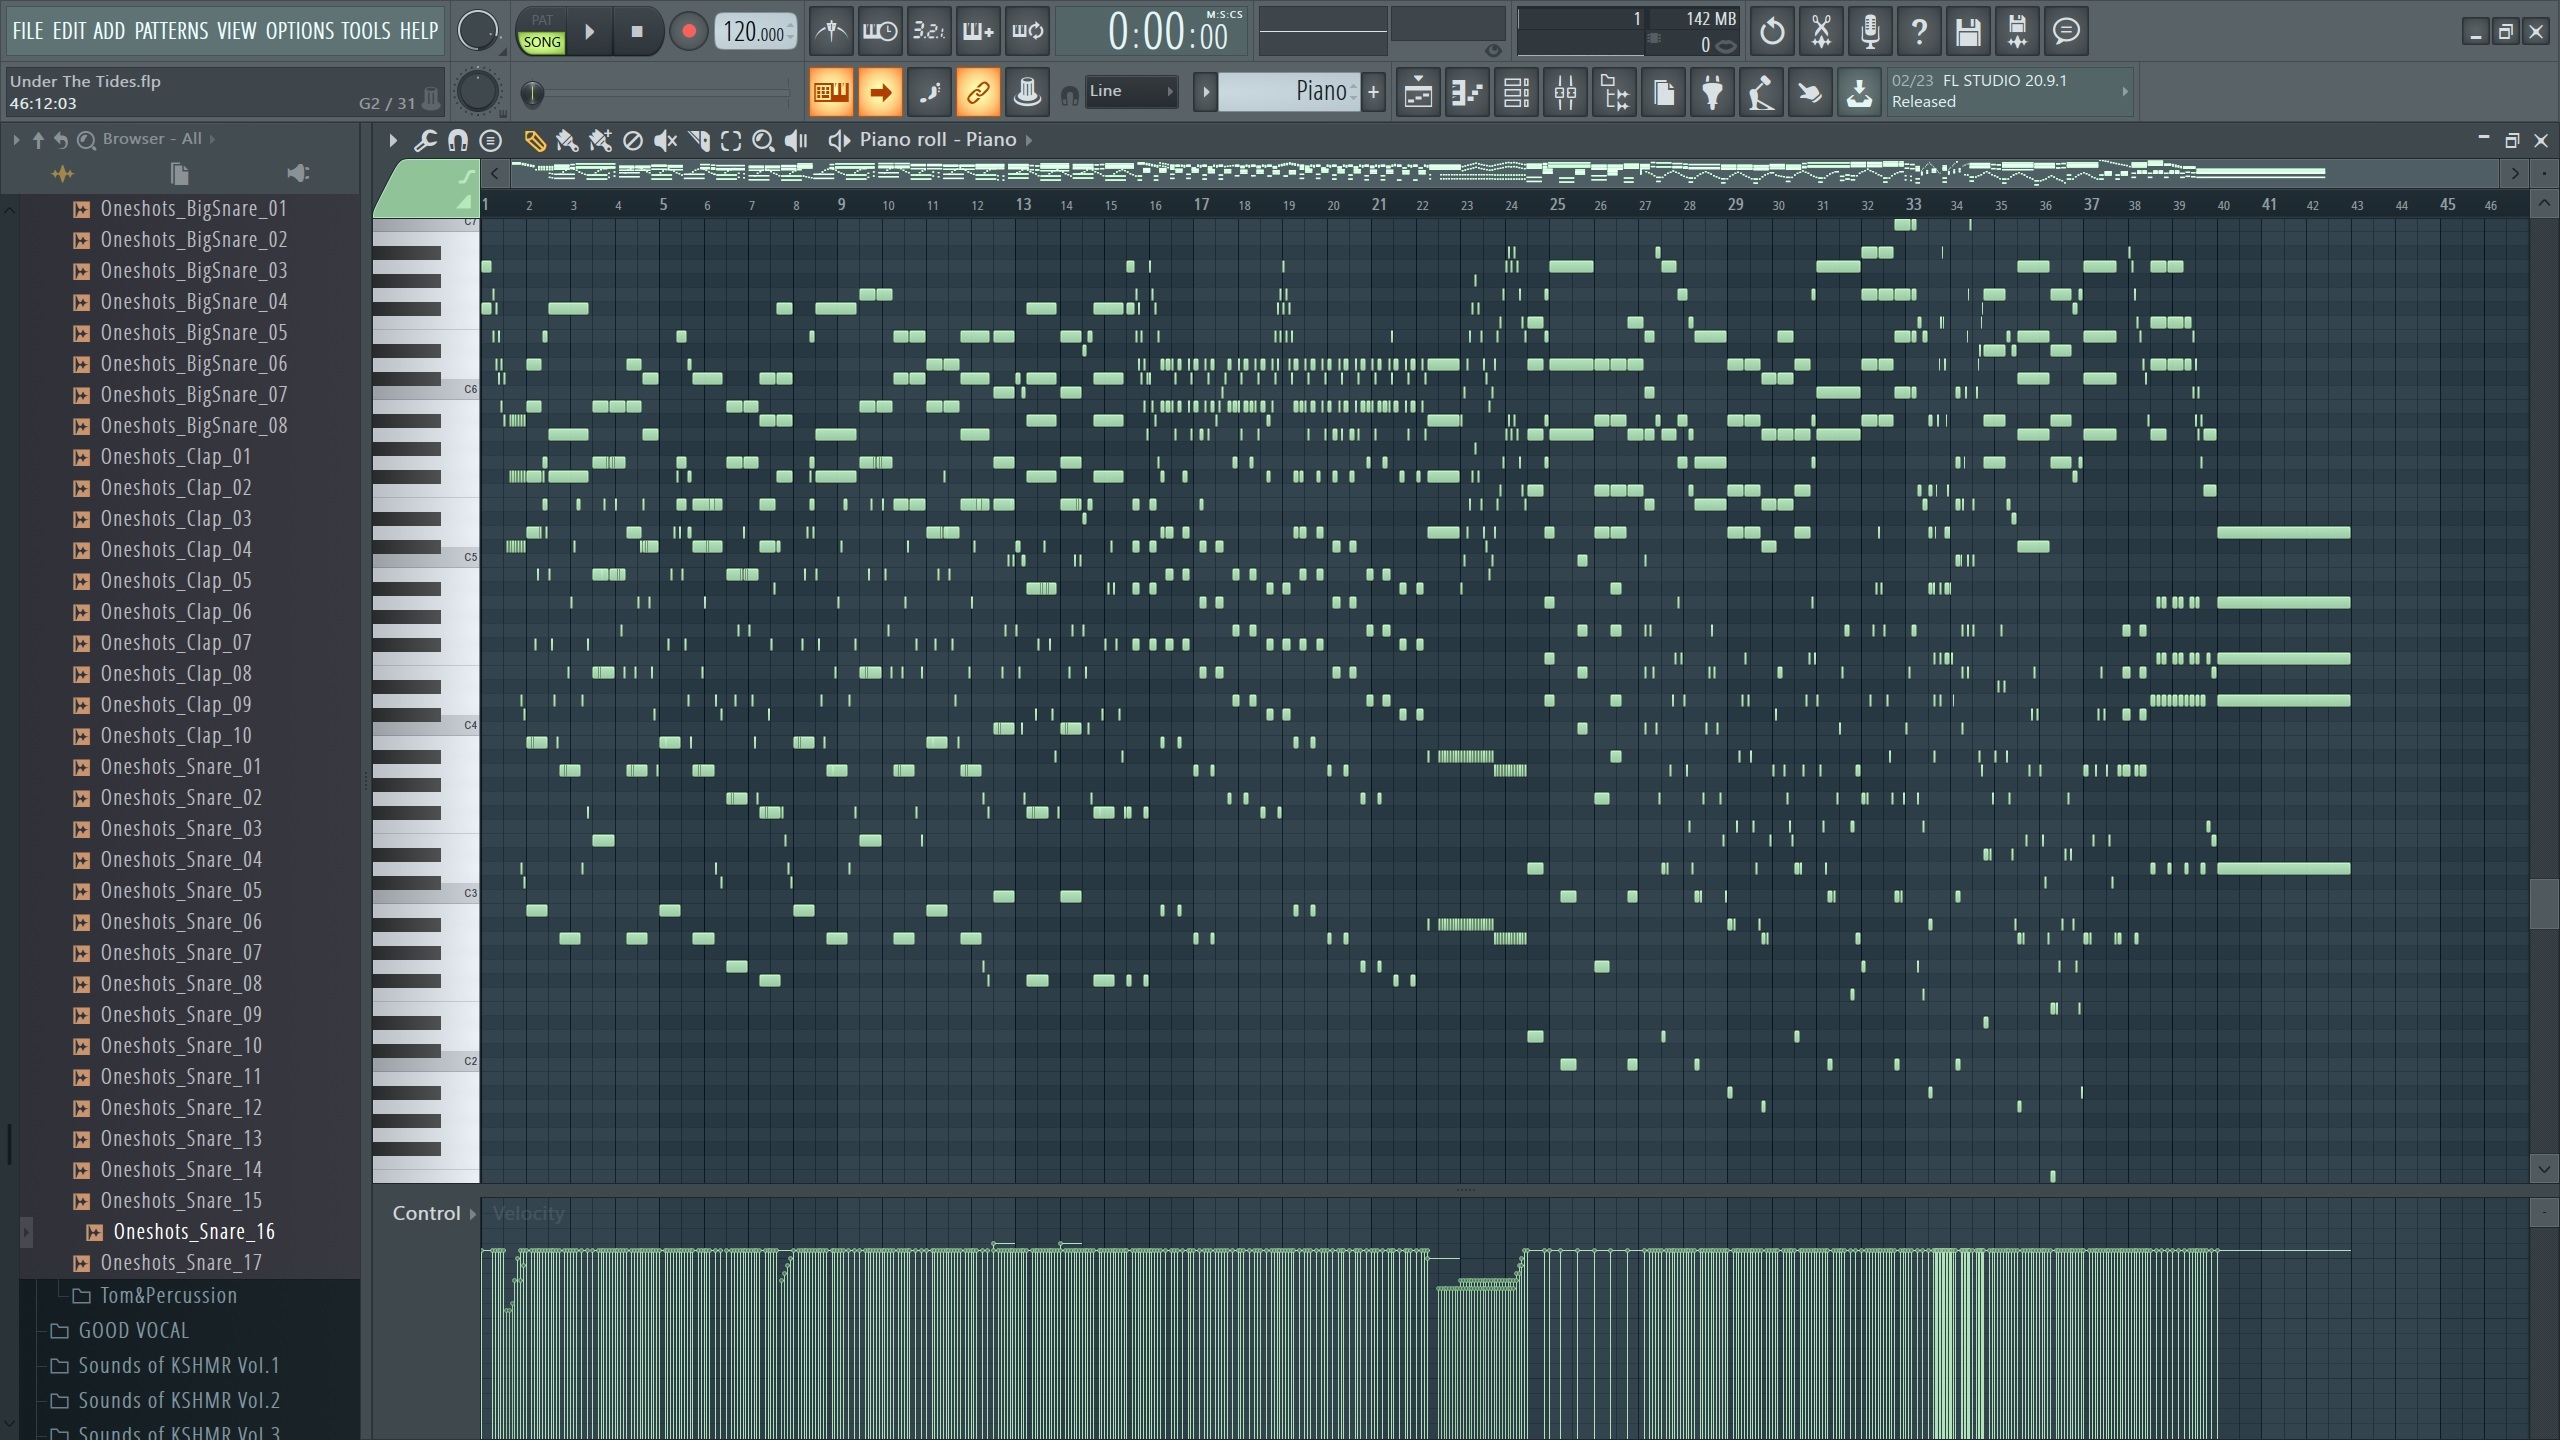 FILE EDIT ADD PATTERNS VIEW OPTIONS TOOLS HELP
PAT
SONG
120.000
3.2.1.
0:00:00
M:S:CS
1
142 MB
0
Under The Tides.flp
46:12:03
G2 / 31
Line
Piano
02/23 FL STUDIO 20.9.1
Released
Browser - All
Piano roll - Piano
1 2 3 4 5 6 7 8 9 10 11 12 13 14 15 16 17 18 19 20 21 22 23 24 25 26 27 28 29 30 31 32 33 34 35 36 37 38 39 40 41 42 43 44 45 46
C7
C6
C5
C4
C3
C2
Oneshots_BigSnare_01
Oneshots_BigSnare_02
Oneshots_BigSnare_03
Oneshots_BigSnare_04
Oneshots_BigSnare_05
Oneshots_BigSnare_06
Oneshots_BigSnare_07
Oneshots_BigSnare_08
Oneshots_Clap_01
Oneshots_Clap_02
Oneshots_Clap_03
Oneshots_Clap_04
Oneshots_Clap_05
Oneshots_Clap_06
Oneshots_Clap_07
Oneshots_Clap_08
Oneshots_Clap_09
Oneshots_Clap_10
Oneshots_Snare_01
Oneshots_Snare_02
Oneshots_Snare_03
Oneshots_Snare_04
Oneshots_Snare_05
Oneshots_Snare_06
Oneshots_Snare_07
Oneshots_Snare_08
Oneshots_Snare_09
Oneshots_Snare_10
Oneshots_Snare_11
Oneshots_Snare_12
Oneshots_Snare_13
Oneshots_Snare_14
Oneshots_Snare_15
Oneshots_Snare_16
Oneshots_Snare_17
Tom&Percussion
GOOD VOCAL
Sounds of KSHMR Vol.1
Sounds of KSHMR Vol.2
Sounds of KSHMR Vol.3
Control
Velocity